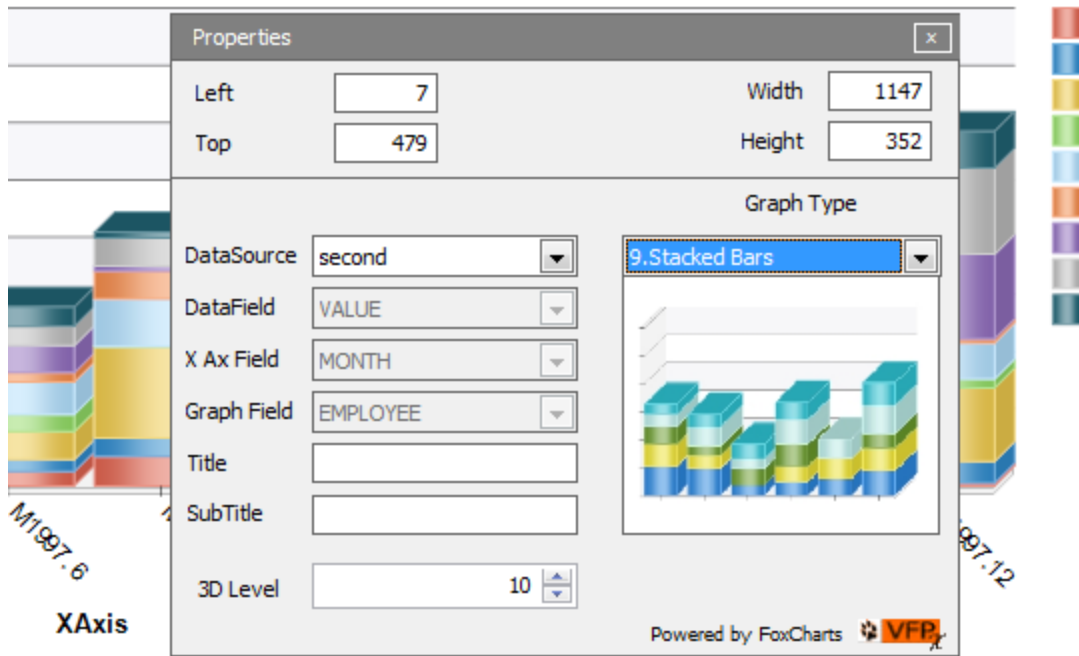 Properties x
Left 7 Width 1147
Top 479 Height 352
Graph Type
DataSource second 9.Stacked Bars
DataField VALUE
X Ax Field MONTH
Graph Field EMPLOYEE
Title
SubTitle
M1997.6
997.12
3D Level 10
XAxis
Powered by FoxCharts VFPx